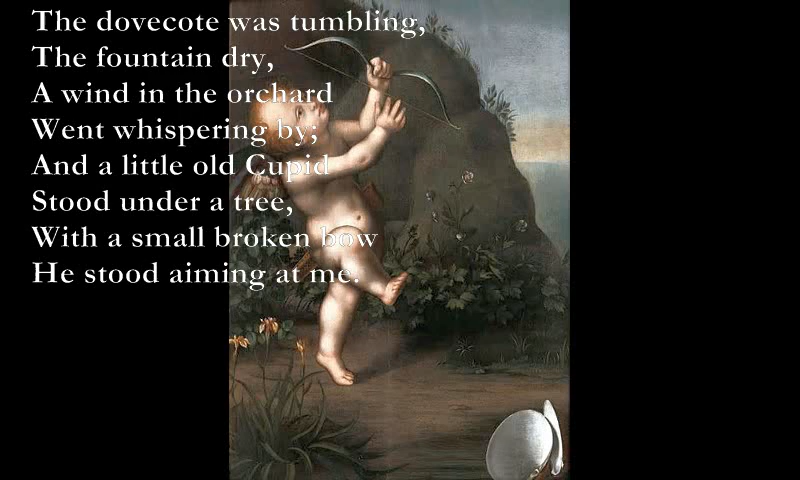 The dovecote was tumbling,
The fountain dry,
A wind in the orchard
Went whispering by;
And a little old Cupid
Stood under a tree,
With a small broken bow
He stood aiming at me.